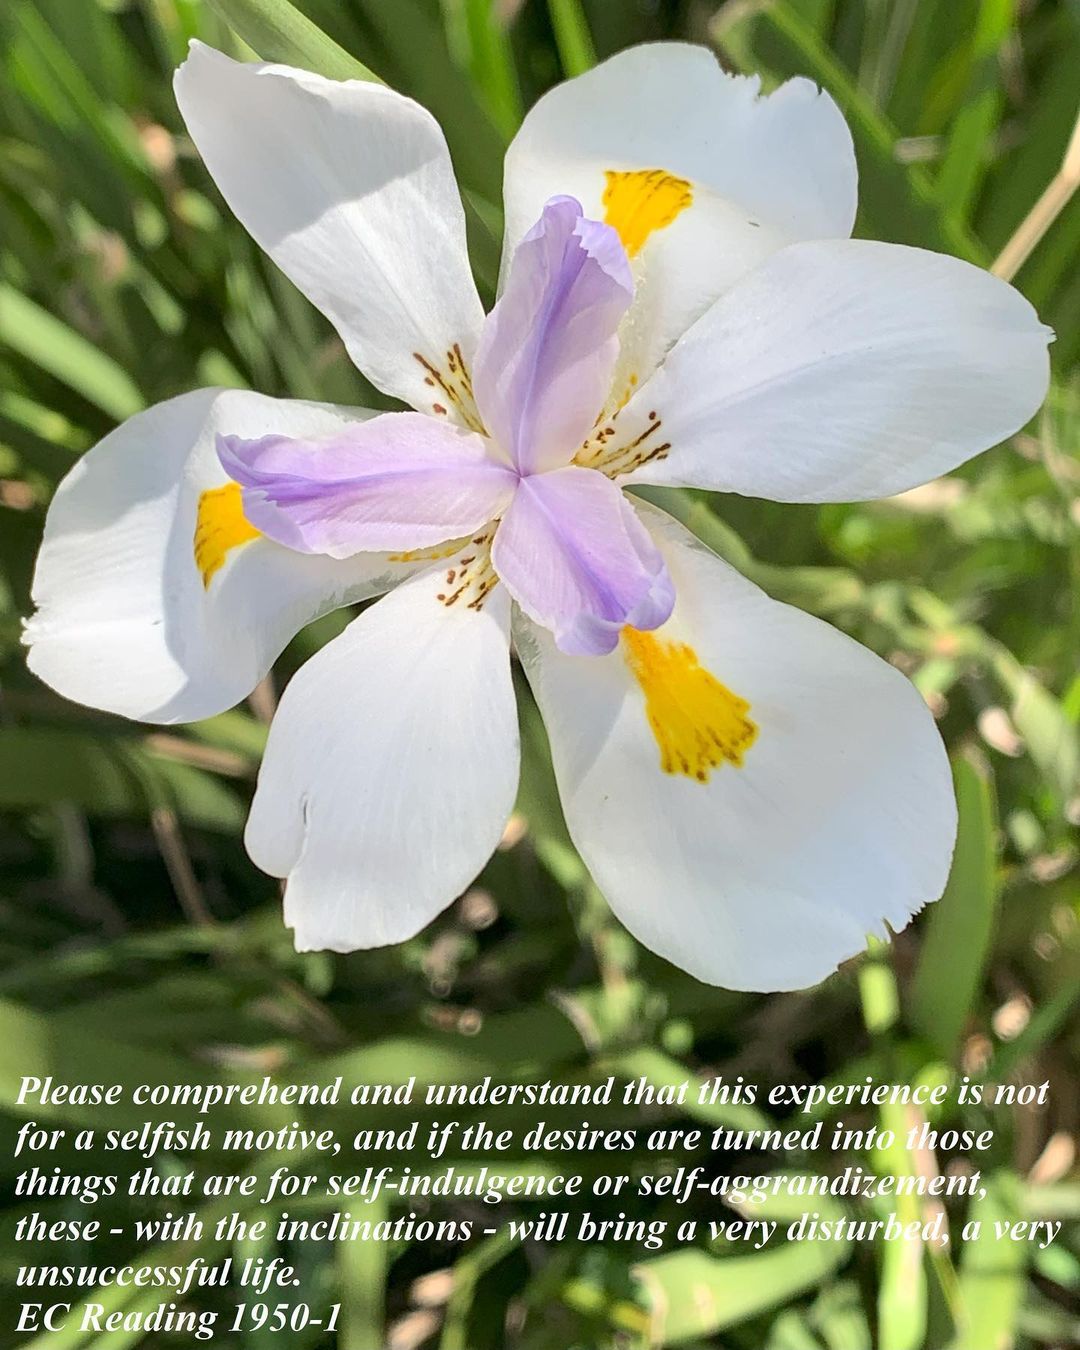 Please comprehend and understand that this experience is not
for a selfish motive, and if the desires are turned into those
things that are for self-indulgence or self-aggrandizement,
these - with the inclinations - will bring a very disturbed, a very
unsuccessful life.
EC Reading 1950-1